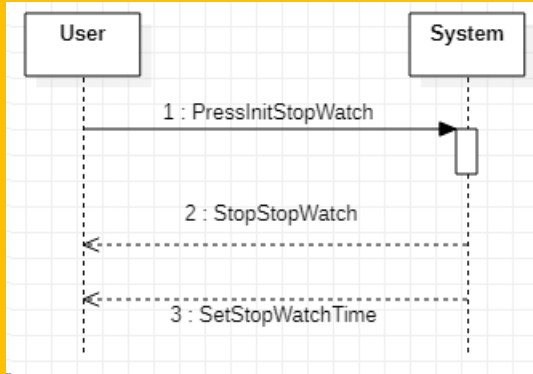 User
System
1 : PressInitStopWatch
2 : StopStopWatch
3 : SetStopWatchTime